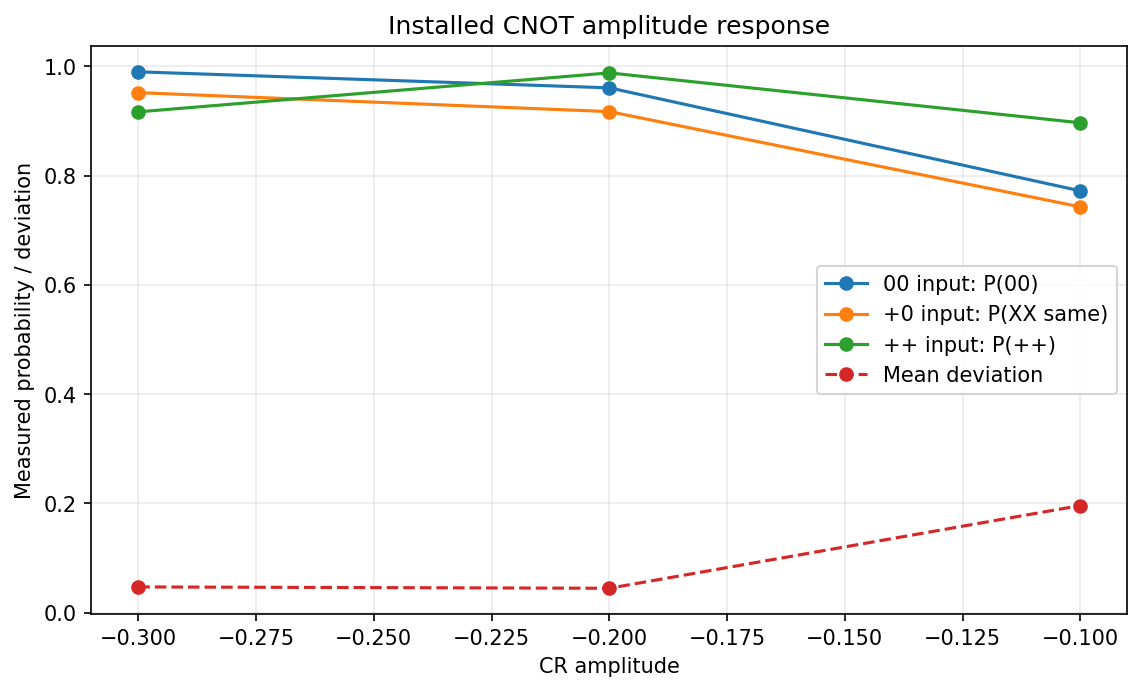 Installed CNOT amplitude response
Measured probability / deviation
1.0
0.8
0.6
0.4
0.2
0.0
00 input: P(00)
+0 input: P(XX same)
++ input: P(++)
Mean deviation
−0.300 −0.275 −0.250 −0.225 −0.200 −0.175 −0.150 −0.125 −0.100
CR amplitude